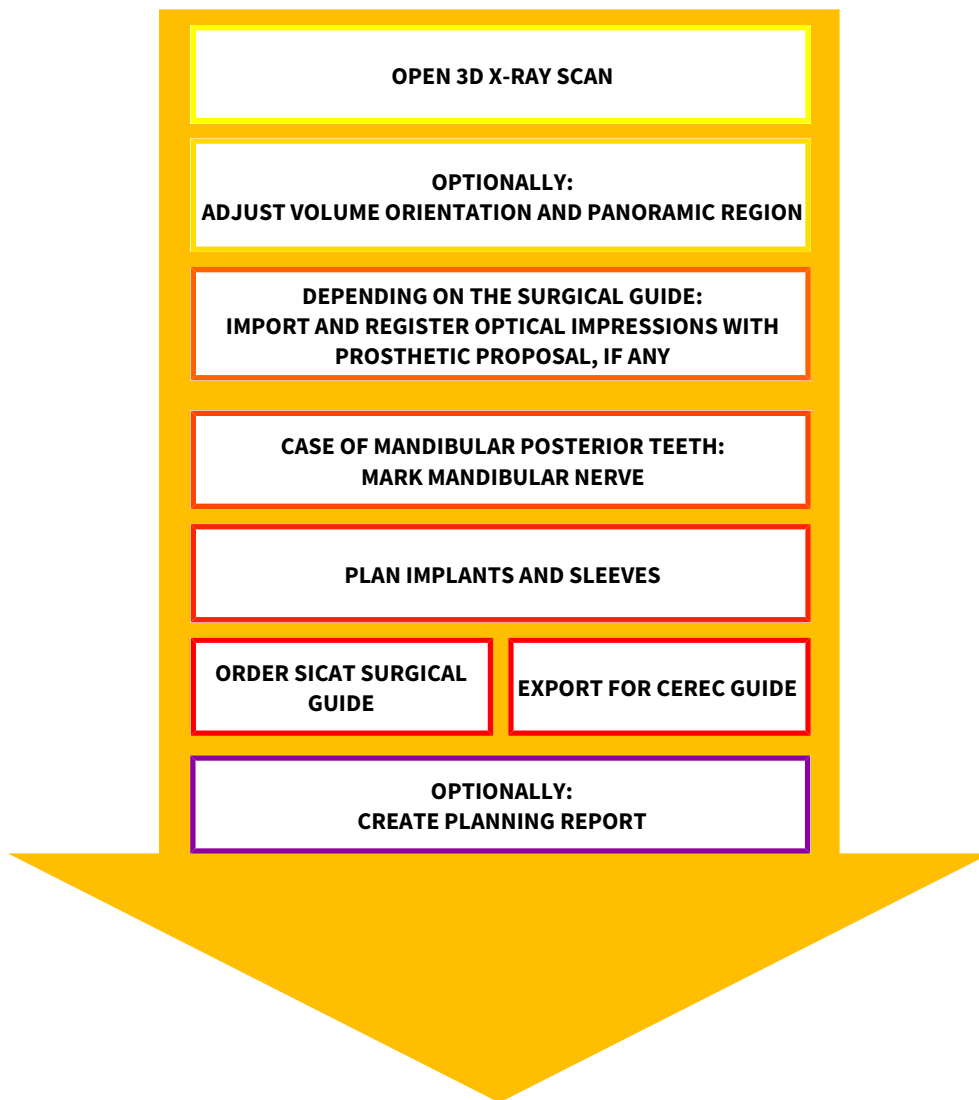 OPEN 3D X-RAY SCAN
OPTIONALLY:
ADJUST VOLUME ORIENTATION AND PANORAMIC REGION
DEPENDING ON THE SURGICAL GUIDE:
IMPORT AND REGISTER OPTICAL IMPRESSIONS WITH
PROSTHETIC PROPOSAL, IF ANY
CASE OF MANDIBULAR POSTERIOR TEETH:
MARK MANDIBULAR NERVE
PLAN IMPLANTS AND SLEEVES
ORDER SICAT SURGICAL
GUIDE
EXPORT FOR CEREC GUIDE
OPTIONALLY:
CREATE PLANNING REPORT